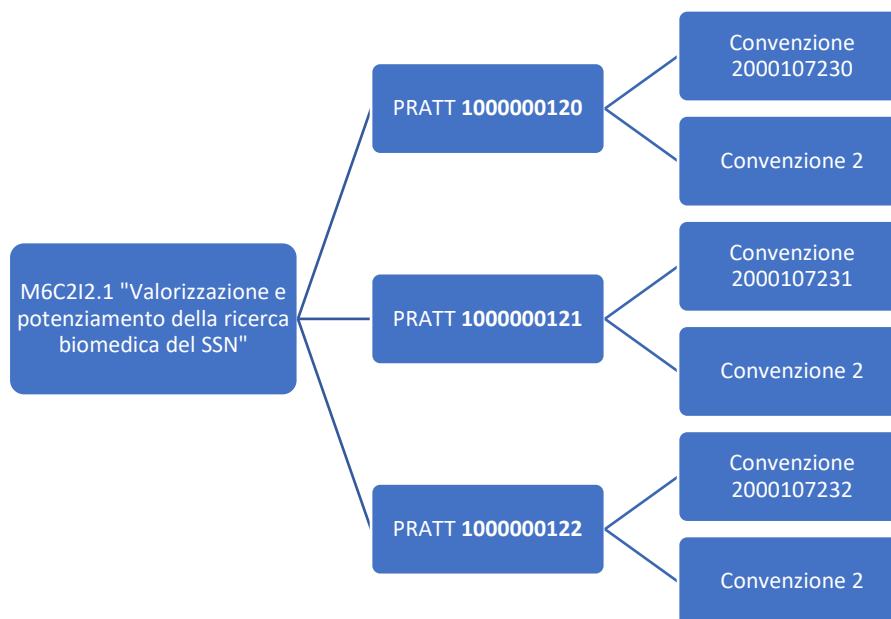 M6C2I2.1 "Valorizzazione e
potenziamento della ricerca
biomedica del SSN"
PRATT 1000000120
Convenzione
2000107230
Convenzione 2
PRATT 1000000121
Convenzione
2000107231
Convenzione 2
PRATT 1000000122
Convenzione
2000107232
Convenzione 2